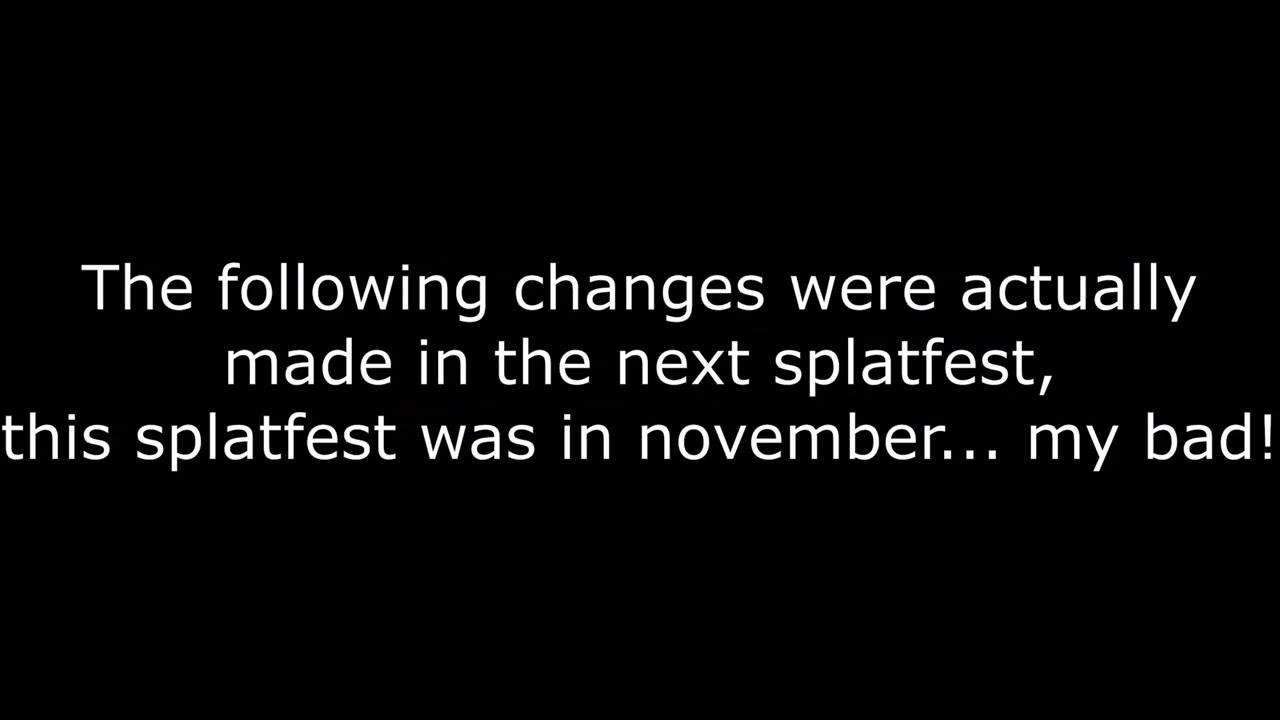 The following changes were actually
made in the next splatfest,
this splatfest was in november... my bad!